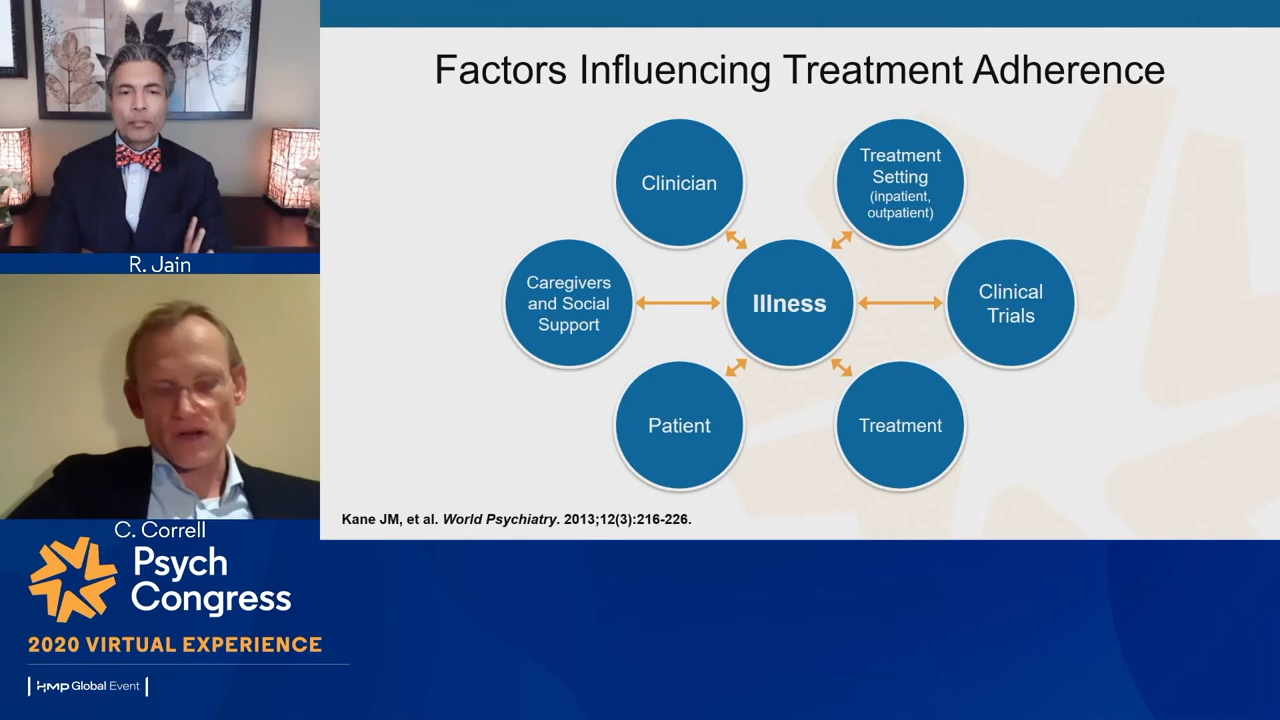 R. Jain
C. Correll
Psych
Congress
2020 VIRTUAL EXPERIENCE
HMP Global Event
Factors Influencing Treatment Adherence
Clinician
Treatment
Setting
(inpatient,
outpatient)
Caregivers
and Social
Support
Illness
Clinical
Trials
Patient
Treatment
Kane JM, et al. World Psychiatry. 2013;12(3):216-226.